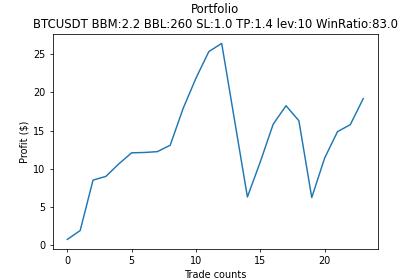 Portfolio
BTCUSDT BBM:2.2 BBL:260 SL:1.0 TP:1.4 lev:10 WinRatio:83.0
25
20
15
10
5
0
Profit ($)
0 5 10 15 20
Trade counts